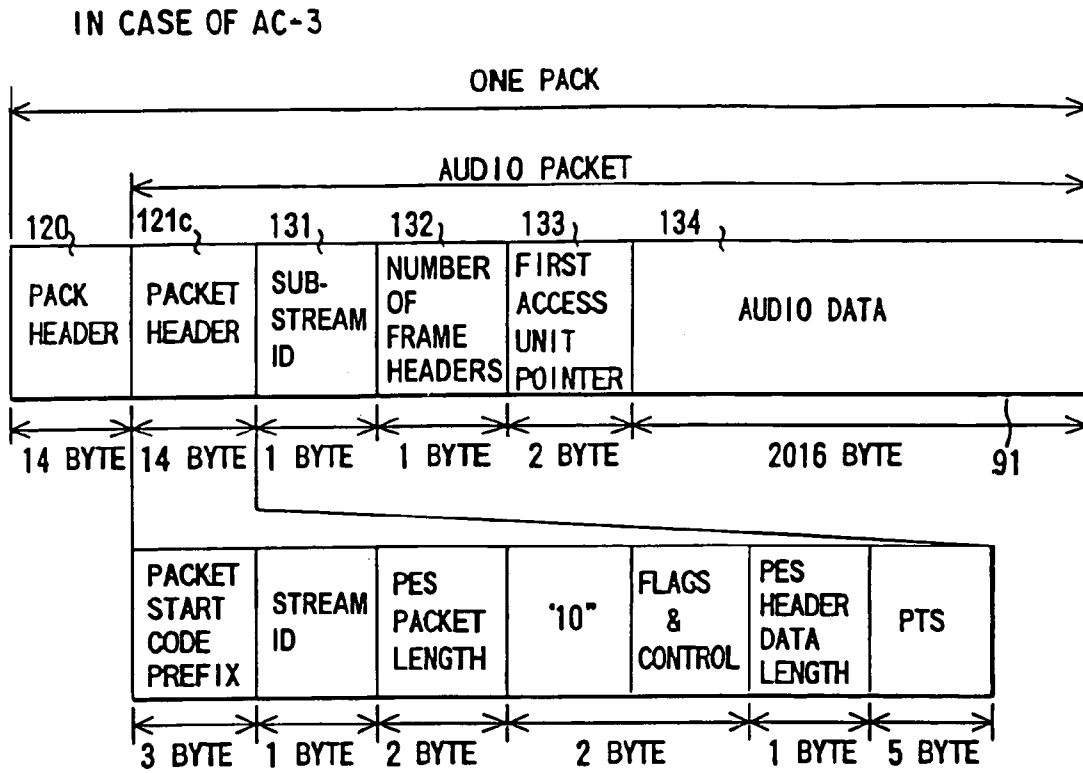 IN CASE OF AC-3
ONE PACK
AUDIO PACKET
120 121c 131 132 133 134
PACK
HEADER
PACKET
HEADER
SUB-
STREAM
ID
NUMBER
OF
FRAME
HEADERS
FIRST
ACCESS
UNIT
POINTER
AUDIO DATA
14 BYTE 14 BYTE 1 BYTE 1 BYTE 2 BYTE 2016 BYTE 91
PACKET
START
CODE
PREFIX
STREAM
ID
PES
PACKET
LENGTH
"10"
FLAGS
&
CONTROL
PES
HEADER
DATA
LENGTH
PTS
3 BYTE 1 BYTE 2 BYTE 2 BYTE 1 BYTE 5 BYTE